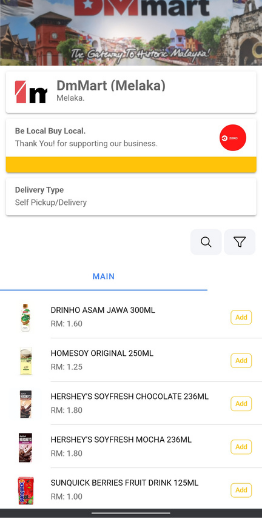 DMmart
"The Gateway To Historic Malaysia"
DmMart (Melaka)
Melaka.
Be Local Buy Local.
Thank You! for supporting our business.
Delivery Type
Self Pickup/Delivery
MAIN
DRINHO ASAM JAWA 300ML
RM: 1.60
Add
HOMESOY ORIGINAL 250ML
RM: 1.25
Add
HERSHEY'S SOYFRESH CHOCOLATE 236ML
RM: 1.80
Add
HERSHEY'S SOYFRESH MOCHA 236ML
RM: 1.80
Add
SUNQUICK BERRIES FRUIT DRINK 125ML
RM: 1.00
Add